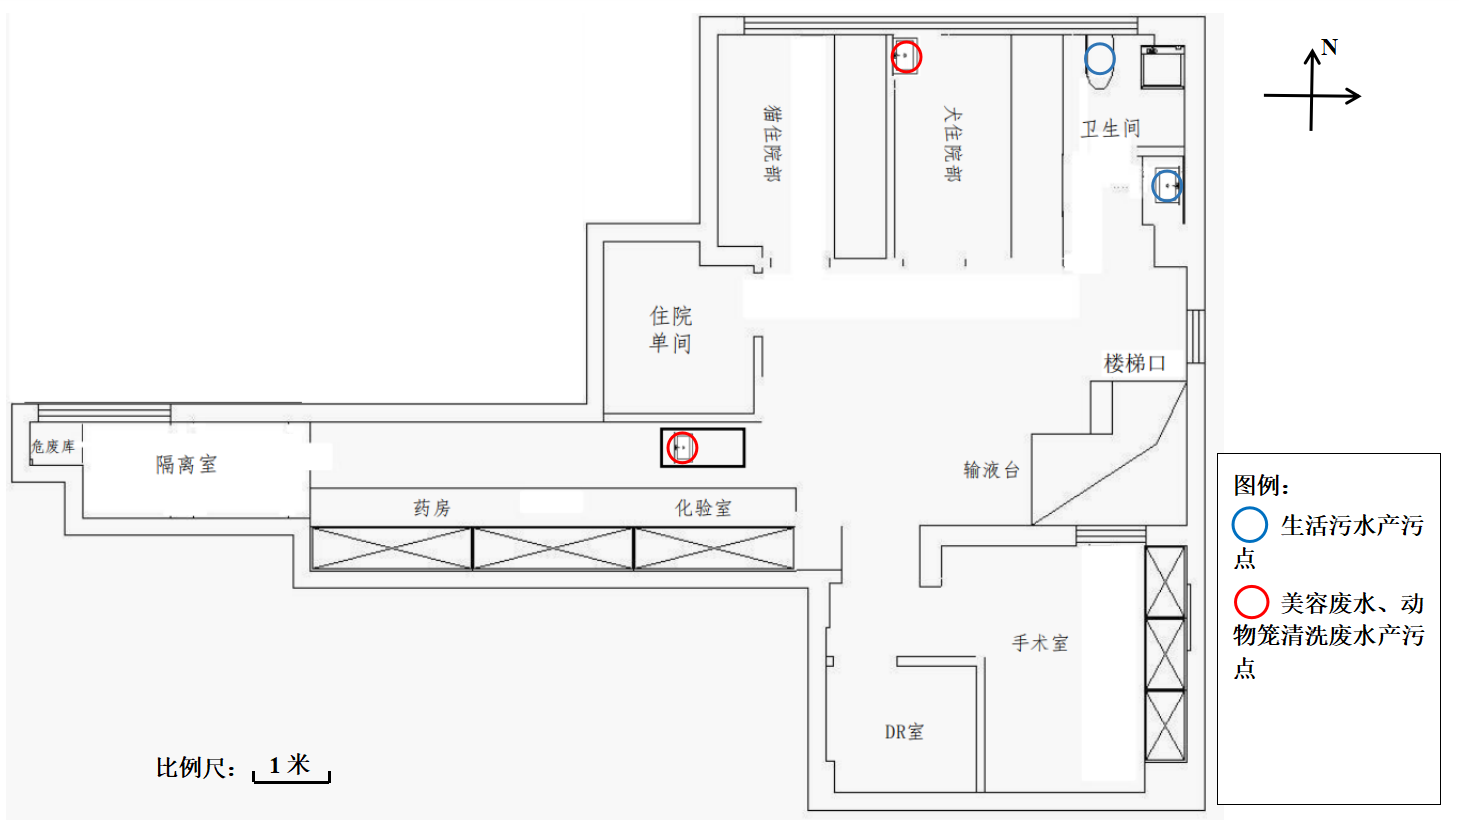 N
猫住院部
犬住院部
卫生间
住院
单间
楼梯口
危废库
隔离室
输液台
药房
化验室
手术室
DR室
比例尺：
1 米
图例：
生活污水产污
点
美容废水、动
物笼清洗废水产污
点